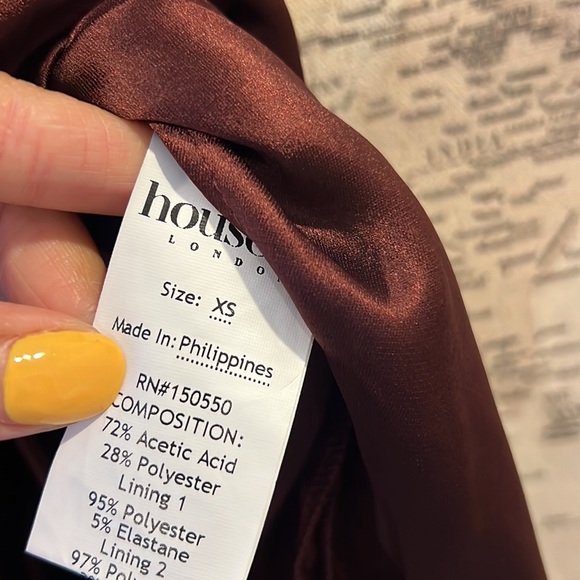 house
LONDO
Size: XS
Made In: Philippines
RN#150550
COMPOSITION:
72% Acetic Acid
28% Polyester
Lining 1
95% Polyester
5% Elastane
Lining 2
97% Pol